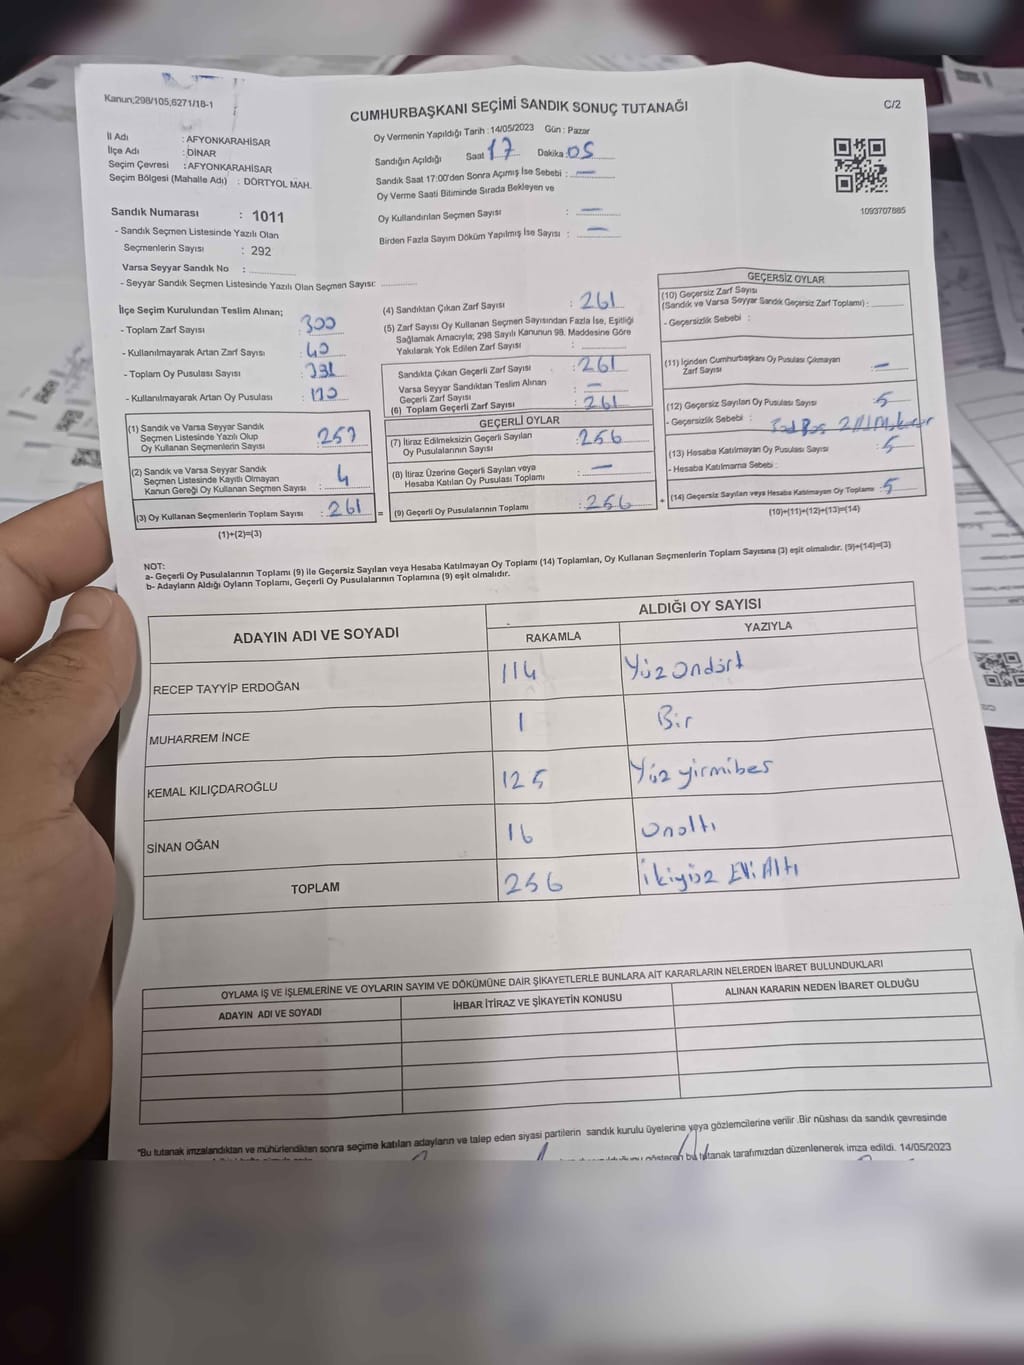 Kanun;298/105;6271/18-1
CUMHURBAŞKANI SEÇİMİ SANDIK SONUÇ TUTANAĞI
C/2
İl Adı : AFYONKARAHİSAR
İlçe Adı : DİNAR
Seçim Çevresi : AFYONKARAHİSAR
Seçim Bölgesi (Mahalle Adı) : DÖRTYOL MAH.
Oy Vermenin Yapıldığı Tarih : 14/05/2023 Gün : Pazar
Sandığın Açıldığı Saat 17 Dakika 05
Sandık Saat 17:00'den Sonra Açımış İse Sebebi : —
Oy Verme Saati Bitiminde Sırada Bekleyen ve
Oy Kullandırılan Seçmen Sayısı : —
Birden Fazla Sayım Döküm Yapılmış İse Sayısı : —
1093707885
Sandık Numarası : 1011
- Sandık Seçmen Listesinde Yazılı Olan
Seçmenlerin Sayısı : 292
Varsa Seyyar Sandık No :
- Seyyar Sandık Seçmen Listesinde Yazılı Olan Seçmen Sayısı:
İlçe Seçim Kurulundan Teslim Alınan;
- Toplam Zarf Sayısı : 300
- Kullanılmayarak Artan Zarf Sayısı : 40
- Toplam Oy Pusulası Sayısı :
- Kullanılmayarak Artan Oy Pusulası :
(1) Sandık ve Varsa Seyyar Sandık
Seçmen Listesinde Yazılı Olup
Oy Kullanan Seçmenlerin Sayısı : 257
(2) Sandık ve Varsa Seyyar Sandık
Seçmen Listesinde Kayıtlı Olmayan
Kanun Gereği Oy Kullanan Seçmen Sayısı : 4
(3) Oy Kullanan Seçmenlerin Toplam Sayısı : 261 =
(1)+(2)=(3)
(4) Sandıktan Çıkan Zarf Sayısı : 261
(5) Zarf Sayısı Oy Kullanan Seçmen Sayısından Fazla İse, Eşitliği
Sağlamak Amacıyla; 298 Sayılı Kanunun 98. Maddesine Göre
Yakılarak Yok Edilen Zarf Sayısı :
Sandıkta Çıkan Geçerli Zarf Sayısı : 261
Varsa Seyyar Sandıktan Teslim Alınan
Geçerli Zarf Sayısı : —
(6) Toplam Geçerli Zarf Sayısı : 261
GEÇERLİ OYLAR
(7) İtiraz Edilmeksizin Geçerli Sayılan
Oy Pusulalarının Sayısı : 256
(8) İtiraz Üzerine Geçerli Sayılan veya
Hesaba Katılan Oy Pusulası Toplamı : —
(9) Geçerli Oy Pusulalarının Toplamı : 256 +
GEÇERSİZ OYLAR
(10) Geçersiz Zarf Sayısı
(Sandık ve Varsa Seyyar Sandık Geçersiz Zarf Toplamı) :
- Geçersizlik Sebebi :
(11) İçinden Cumhurbaşkanı Oy Pusulası Çıkmayan
Zarf Sayısı : —
(12) Geçersiz Sayılan Oy Pusulası Sayısı : 5
- Geçersizlik Sebebi :
(13) Hesaba Katılmayan Oy Pusulası Sayısı : 5
- Hesaba Katılmama Sebebi :
(14) Geçersiz Sayılan veya Hesaba Katılmayan Oy Toplamı : 5
(10)+(11)+(12)+(13)=(14)
NOT:
a- Geçerli Oy Pusulalarının Toplamı (9) ile Geçersiz Sayılan veya Hesaba Katılmayan Oy Toplamı (14) Toplamları, Oy Kullanan Seçmenlerin Toplam Sayısına (3) eşit olmalıdır. (9)+(14)=(3)
b- Adayların Aldığı Oyların Toplamı, Geçerli Oy Pusulalarının Toplamına (9) eşit olmalıdır.
ADAYIN ADI VE SOYADI
ALDIĞI OY SAYISI
RAKAMLA YAZIYLA
RECEP TAYYİP ERDOĞAN 114 Yüz ondört
MUHARREM İNCE 1 Bir
KEMAL KILIÇDAROĞLU 125 Yüz yirmibes
SİNAN OĞAN 16 Onaltı
TOPLAM 256 İkiyüz Elli Altı
OYLAMA İŞ VE İŞLEMLERİNE VE OYLARIN SAYIM VE DÖKÜMÜNE DAİR ŞİKAYETLERLE BUNLARA AİT KARARLARIN NELERDEN İBARET BULUNDUKLARI
ADAYIN ADI VE SOYADI İHBAR İTİRAZ VE ŞİKAYETİN KONUSU ALINAN KARARIN NEDEN İBARET OLDUĞU
"Bu tutanak imzalandıktan ve mühürlendikten sonra seçime katılan adayların ve talep eden siyasi partilerin sandık kurulu üyelerine veya gözlemcilerine verilir .Bir nüshası da sandık çevresinde
gösteren bu tutanak tarafımızdan düzenlenerek imza edildi. 14/05/2023